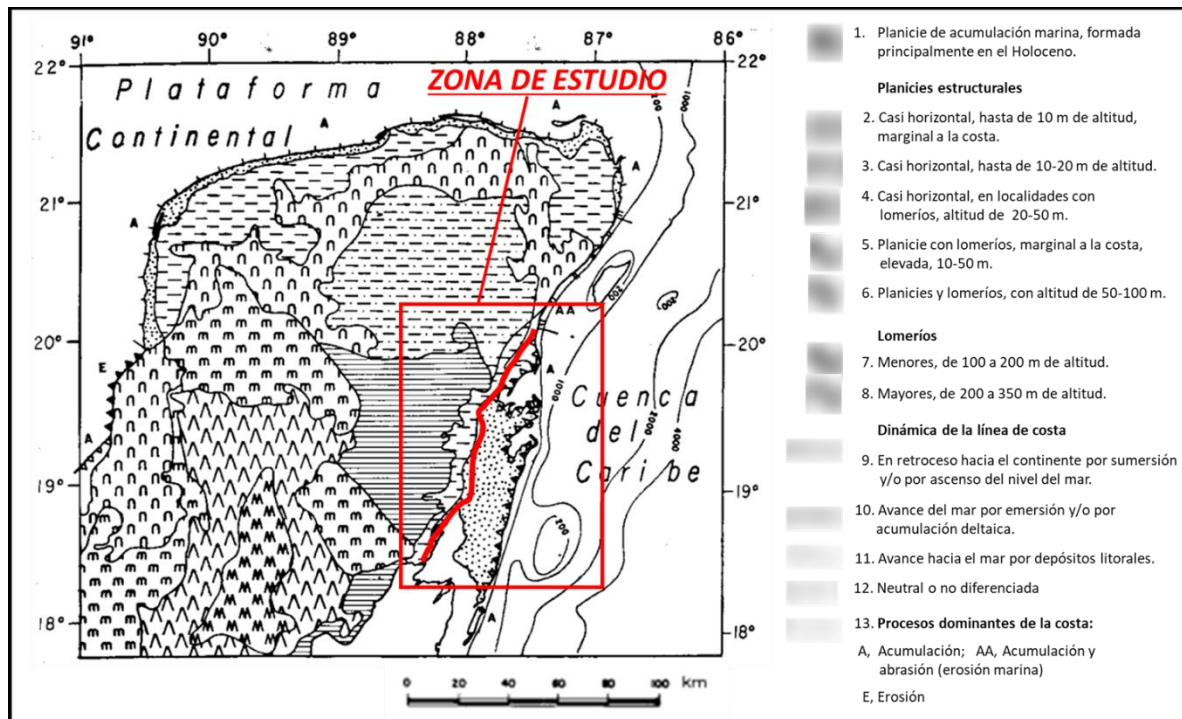 91°
90°
89°
88°
87°
86°
22°
22°
ZONA DE ESTUDIO
Plataforma
Continental
A
A
A
A
A
21°
21°
200
1000
200
200
AA
20°
20°
E
A
1000
2000
4000
Cuenca
del
Caribe
A
19°
19°
200
A
18°
18°
0 20 40 60 80 100 km
1. Planicie de acumulación marina, formada
principalmente en el Holoceno.
Planicies estructurales
2. Casi horizontal, hasta de 10 m de altitud,
marginal a la costa.
3. Casi horizontal, hasta de 10-20 m de altitud.
4. Casi horizontal, en localidades con
lomeríos, altitud de 20-50 m.
5. Planicie con lomeríos, marginal a la costa,
elevada, 10-50 m.
6. Planicies y lomeríos, con altitud de 50-100 m.
Lomeríos
7. Menores, de 100 a 200 m de altitud.
8. Mayores, de 200 a 350 m de altitud.
Dinámica de la línea de costa
9. En retroceso hacia el continente por sumersión
y/o por ascenso del nivel del mar.
10. Avance del mar por emersión y/o por
acumulación deltaica.
11. Avance hacia el mar por depósitos litorales.
12. Neutral o no diferenciada
13. Procesos dominantes de la costa:
A, Acumulación; AA, Acumulación y
abrasión (erosión marina)
E, Erosión